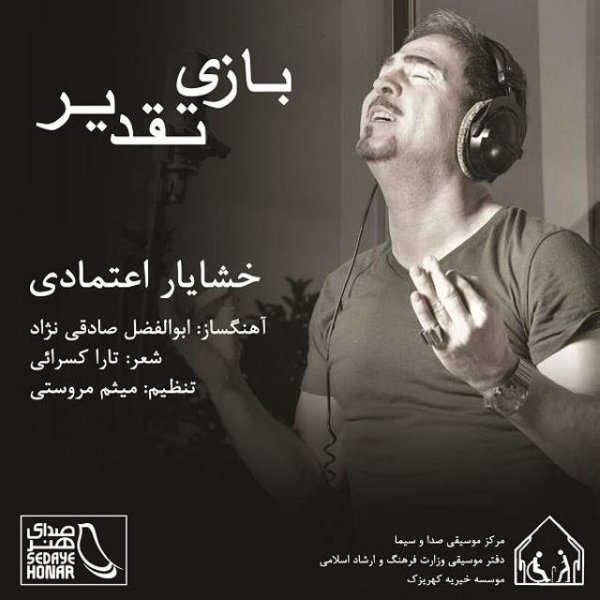 بازی
تقدیر
خشایار اعتمادی
آهنگساز: ابوالفضل صادقی نژاد
شعر: تارا کسرائی
تنظیم: میثم مروستی
صدای
هنر
SEDAYE
HONAR
مرکز موسیقی صدا و سیما
دفتر موسیقی وزارت فرهنگ و ارشاد اسلامی
موسسه خیریه کهریزک